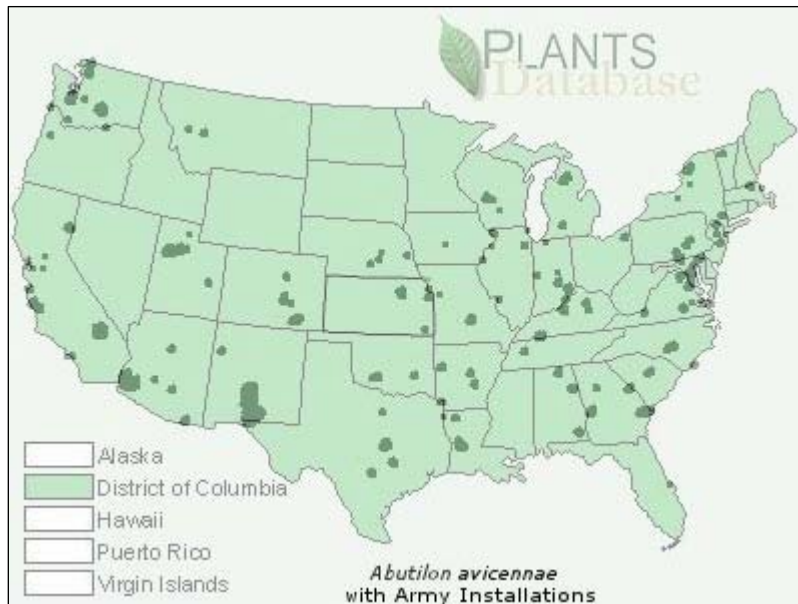 PLANTS
Database
Alaska
District of Columbia
Hawaii
Puerto Rico
Virgin Islands
Abutilon avicennae
with Army Installations